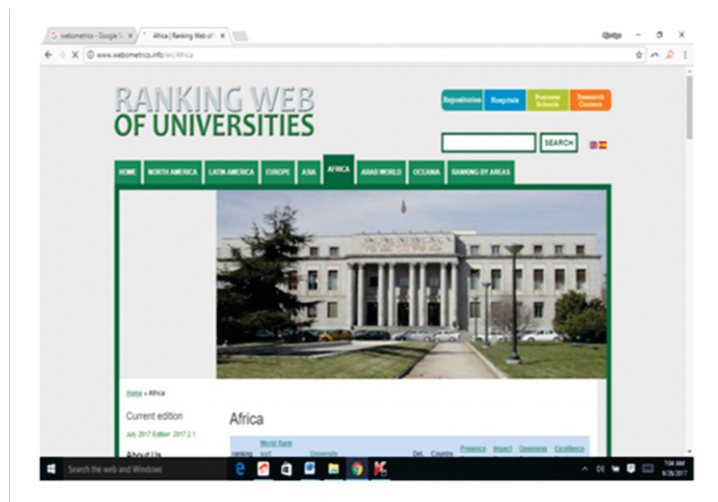 webometrics - Google S
Africa | Ranking Web of
www.webometrics.info/en/Africa
RANKING WEB
OF UNIVERSITIES
Repositories
Hospitals
Business
Schools
Research
Centers
SEARCH
HOME
NORTH AMERICA
LATIN AMERICA
EUROPE
ASIA
AFRICA
ARAB WORLD
OCEANIA
RANKING BY AREAS
Home » Africa
Current edition
July 2017 Edition: 2017.2.1
About Us
Africa
World Rank
ranking
University
Det.
Country
Presence
Impact
Openness
Excellence
Search the web and Windows
7:04 AM
9/28/2017